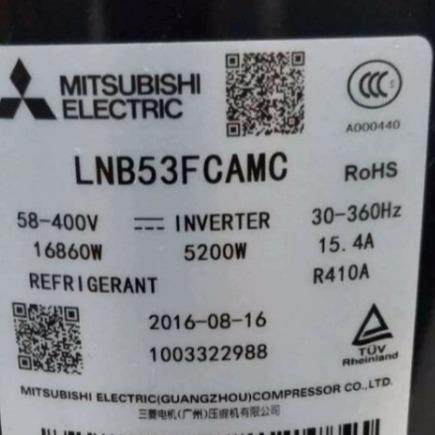 MITSUBISHI
ELECTRIC
CCC
A000440
LNB53FCAMC RoHS
58-400V INVERTER 30-360Hz
16860W 5200W 15.4A
REFRIGERANT R410A
2016-08-16
1003322988
TÜV
Rheinland
MITSUBISHI ELECTRIC(GUANGZHOU)COMPRESSOR CO.,LTD.
三菱电机(广州)压缩机有限公司